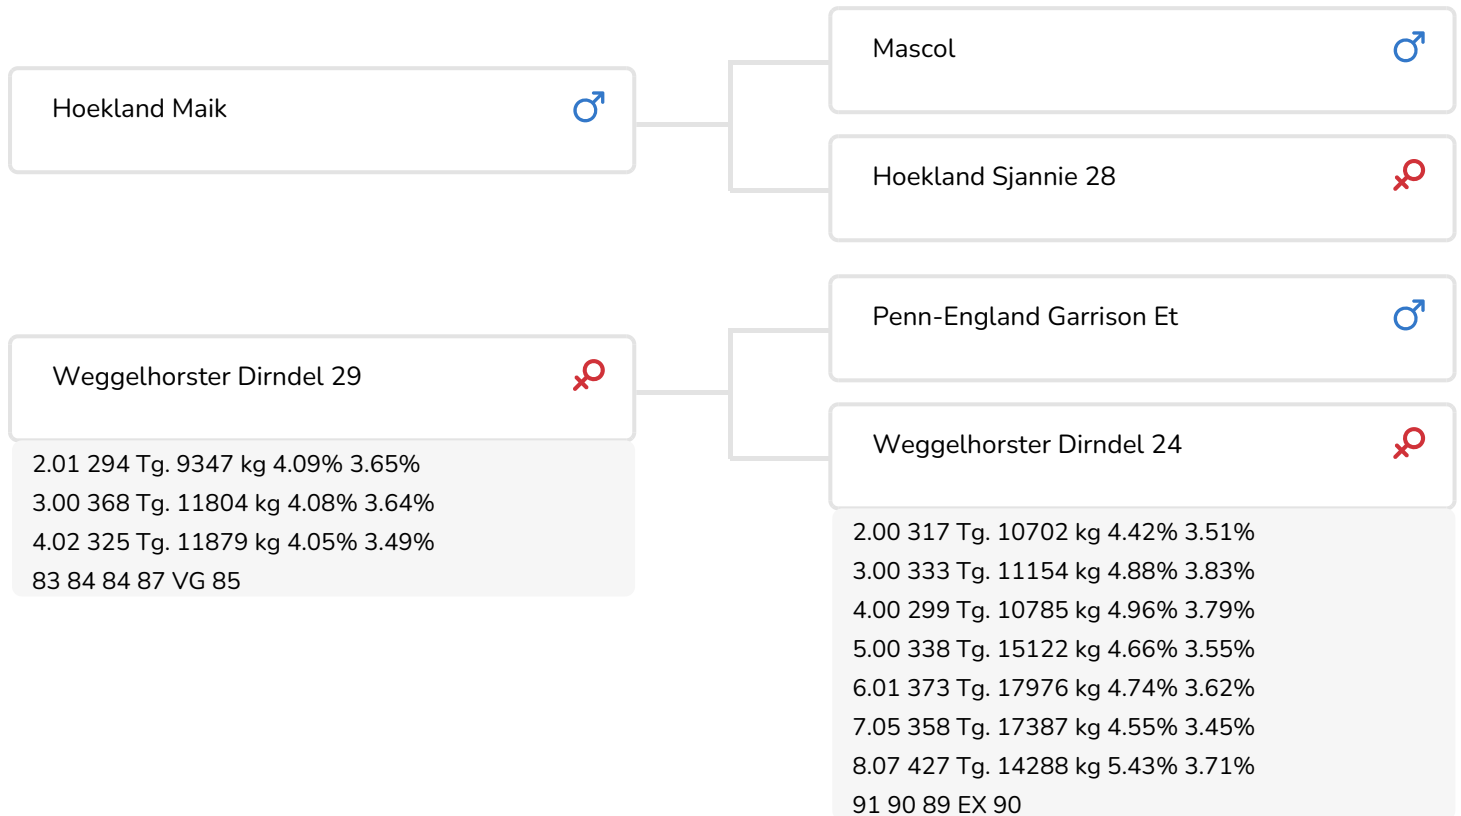 Hoekland Maik
Mascol
Hoekland Sjannie 28
Weggelhorster Dirndel 29
2.01 294 Tg. 9347 kg 4.09% 3.65%
3.00 368 Tg. 11804 kg 4.08% 3.64%
4.02 325 Tg. 11879 kg 4.05% 3.49%
83 84 84 87 VG 85
Penn-England Garrison Et
Weggelhorster Dirndel 24
2.00 317 Tg. 10702 kg 4.42% 3.51%
3.00 333 Tg. 11154 kg 4.88% 3.83%
4.00 299 Tg. 10785 kg 4.96% 3.79%
5.00 338 Tg. 15122 kg 4.66% 3.55%
6.01 373 Tg. 17976 kg 4.74% 3.62%
7.05 358 Tg. 17387 kg 4.55% 3.45%
8.07 427 Tg. 14288 kg 5.43% 3.71%
91 90 89 EX 90